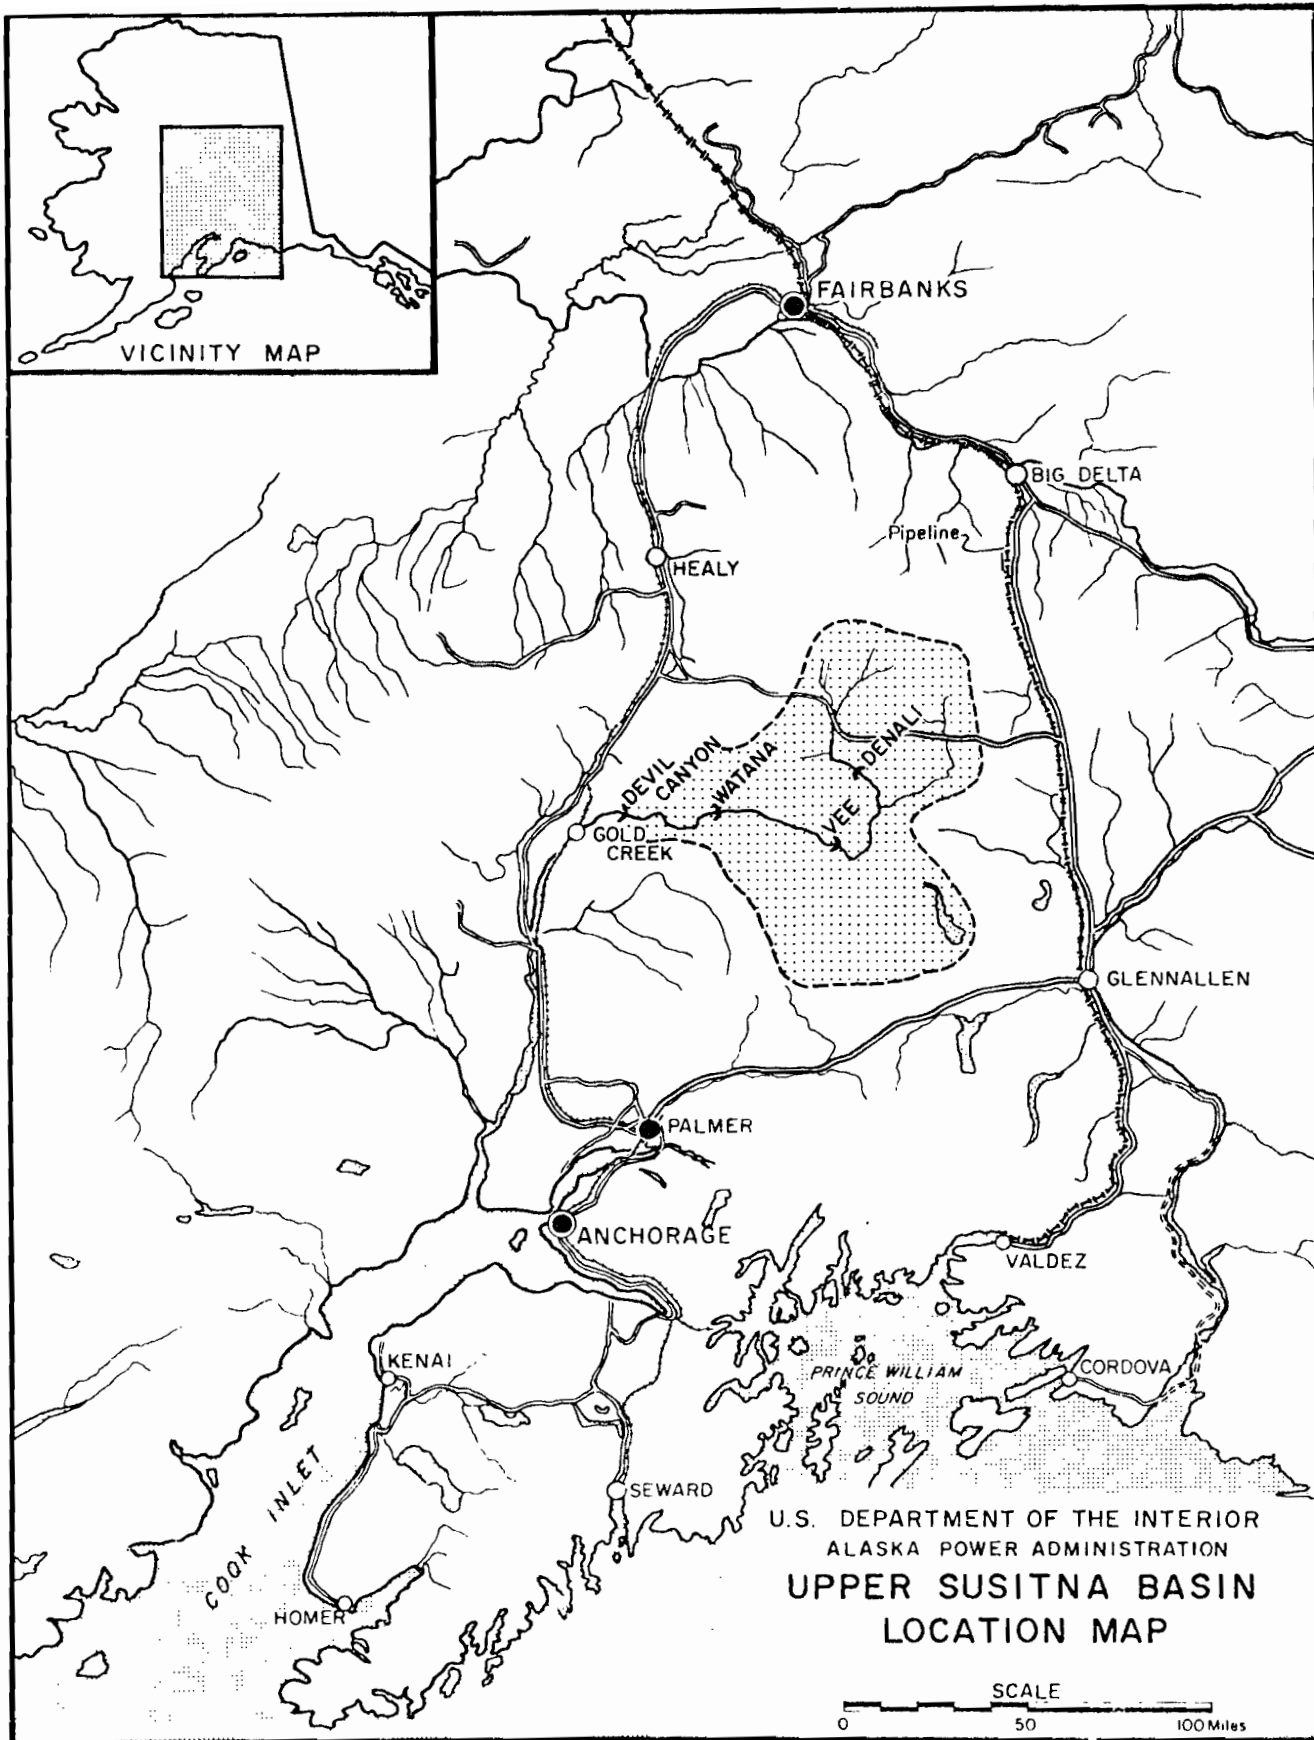 VICINITY MAP
FAIRBANKS
BIG DELTA
Pipeline
HEALY
DEVIL
CANYON
WATANA
VEE
DENALI
GOLD
CREEK
GLENNALLEN
PALMER
ANCHORAGE
VALDEZ
KENAI
PRINCE WILLIAM
SOUND
CORDOVA
COOK INLET
SEWARD
HOMER
U.S. DEPARTMENT OF THE INTERIOR
ALASKA POWER ADMINISTRATION
UPPER SUSITNA BASIN
LOCATION MAP
SCALE
0 50 100 Miles